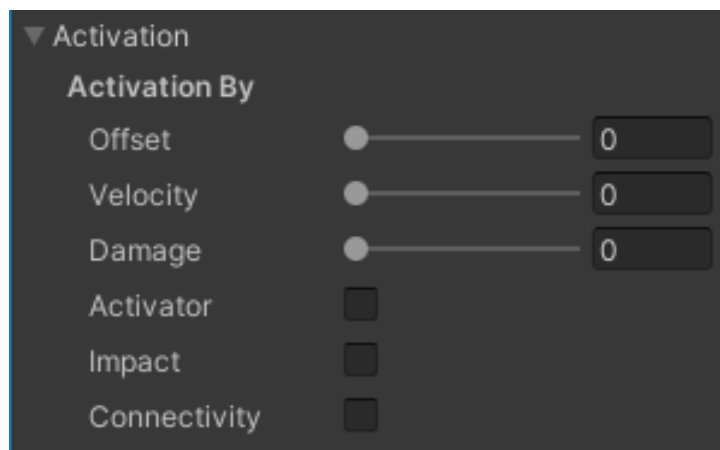 Activation
Activation By
Offset 0
Velocity 0
Damage 0
Activator
Impact
Connectivity